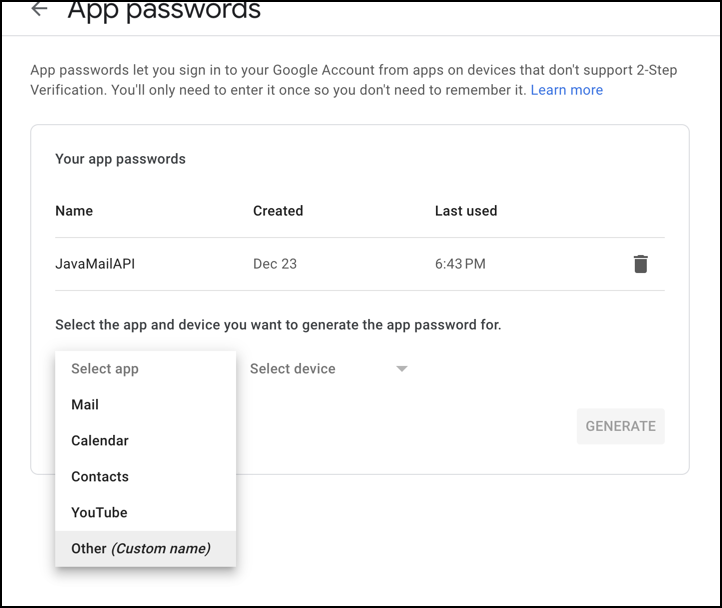 App passwords
App passwords let you sign in to your Google Account from apps on devices that don't support 2-Step
Verification. You'll only need to enter it once so you don't need to remember it. Learn more
Your app passwords
Name Created Last used
JavaMailAPI Dec 23 6:43 PM
Select the app and device you want to generate the app password for.
Select app Select device
Mail
GENERATE
Calendar
Contacts
YouTube
Other (Custom name)